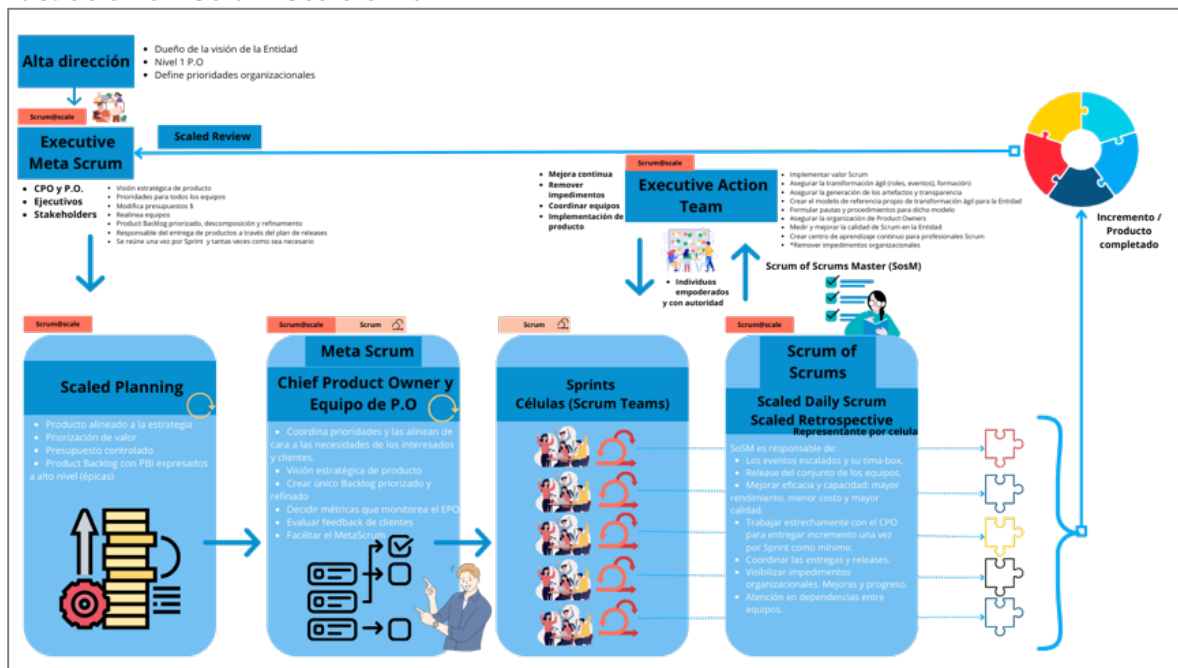 Alta dirección
• Dueño de la visión de la Entidad
• Nivel 1 P.O
• Define prioridades organizacionales
Scrum@scale
Executive
Meta Scrum
Scaled Review
• CPO y P.O.
• Ejecutivos
• Stakeholders
• Visión estratégica de producto
• Prioridades para todos los equipos
• Modifica presupuestos $
• Realinea equipos
• Product Backlog priorizado, descomposición y refinamiento
• Responsable del entrega de productos a través del plan de releases
• Se reúne una vez por Sprint y tantas veces como sea necesario
• Mejora continua
• Remover
impedimentos
• Coordinar equipos
• Implementación de
producto
Scrum@scale
Executive Action
Team
• Implementar valor Scrum
• Asegurar la transformación ágil (roles, eventos), formación)
• Asegurar la generación de los artefactos y transparencia
• Crear el modelo de referencia propio de transformación ágil para la Entidad
• Formular pautas y procedimientos para dicho modelo
• Asegurar la organización de Product Owners
• Medir y mejorar la calidad de Scrum en la Entidad
• Crear centro de aprendizaje continuo para profesionales Scrum
• *Remover impedimentos organizacionales
• Individuos
empoderados
y con autoridad
Scrum of Scrums Master (SosM)
Incremento /
Producto
completado
Scrum@scale
Scaled Planning
• Producto alineado a la estrategia
• Priorización de valor
• Presupuesto controlado
• Product Backlog con PBI expresados
a alto nivel (épicas)
Scrum@scale
Scrum
Meta Scrum
Chief Product Owner y
Equipo de P.O
• Coordina prioridades y las alinean de
cara a las necesidades de los interesados
y clientes.
• Visión estratégica de producto
• Crear único Backlog priorizado y
refinado
• Decidir métricas que monitorea el EPO
• Evaluar feedback de clientes
• Facilitar el MetaScrum
Scrum
Sprints
Células (Scrum Teams)
Scrum@scale
Scrum of
Scrums
Scaled Daily Scrum
Scaled Retrospective
Representante por celula
SoSM es responsable de:
• Los eventos escalados y su tima-box.
• Release del conjunto de los equipos.
• Mejorar eficacia y capacidad: mayor
rendimiento, menor costo y mayor
calidad.
• Trabajar estrechamente con el CPO
para entregar incremento una vez
por Sprint como mínimo.
• Coordinar las entregas y releases.
• Visibilizar impedimentos
organizacionales. Mejoras y progreso.
• Atención en dependencias entre
equipos.